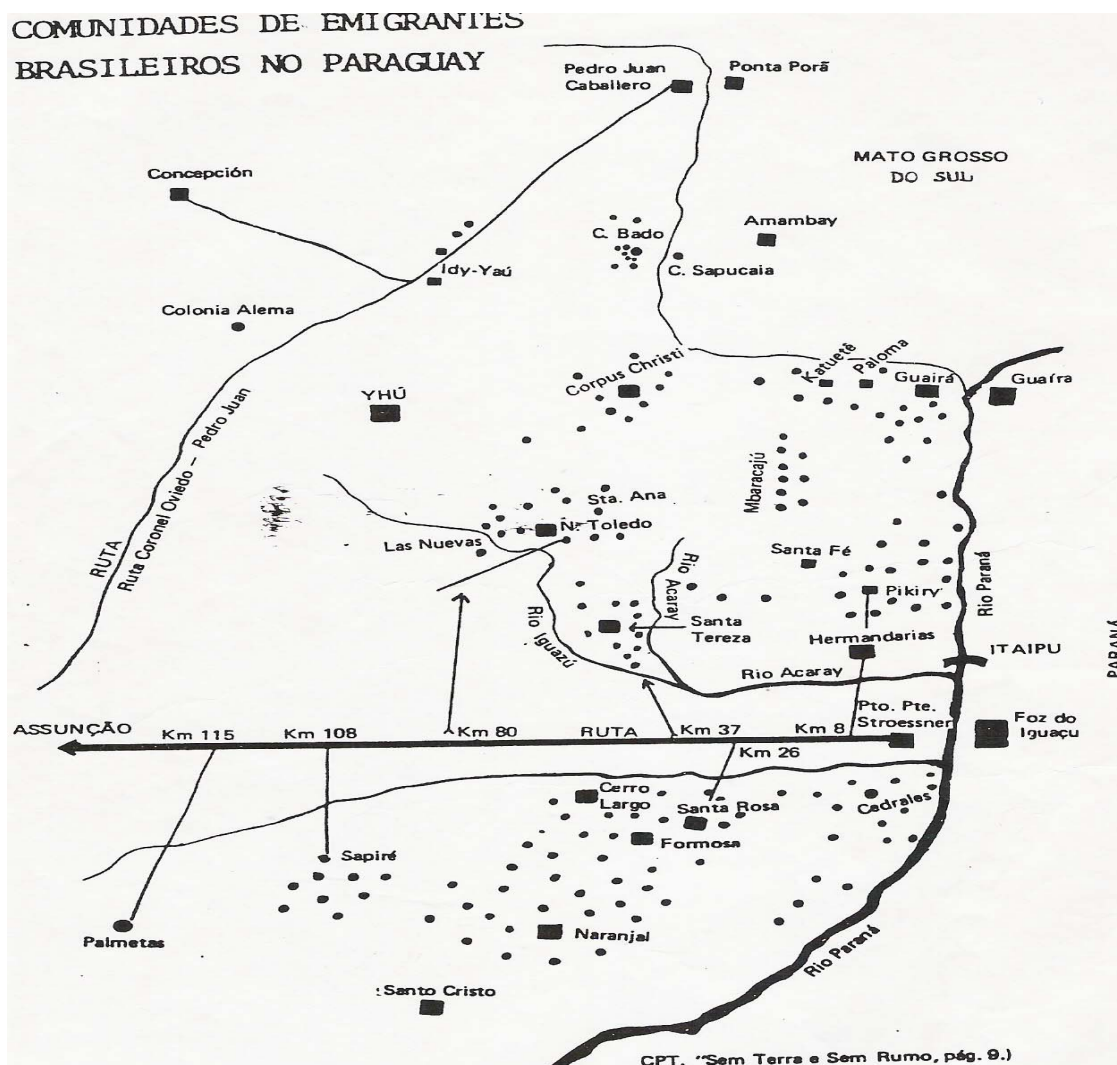 COMUNIDADES DE EMIGRANTES
BRASILEIROS NO PARAGUAY
Pedro Juan
Caballero
Ponta Porã
Concepción
MATO GROSSO
DO SUL
C. Bado
Amambay
Idy-Yaú
C. Sapucaia
Colonia Alema
Corpus Christi
Katuetê
Paloma
Guairá
Guaíra
YHÚ
RUTA
Ruta Coronel Oviedo - Pedro Juan
Mbaracajú
Sta. Ana
N. Toledo
Las Nuevas
Rio
Acaray
Santa Fé
Pikiry
Rio Paraná
Rio Iguazú
Santa
Tereza
Hermandarias
ITAIPU
PARANÁ
Rio Acaray
ASSUNÇÃO
Km 115
Km 108
Km 80
RUTA
Km 37
Km 8
Pto. Pte.
Stroessner
Foz do
Iguaçu
Km 26
Cerro
Largo
Santa Rosa
Cedrales
Formosa
Sapiré
Palmetas
Naranjal
Rio Paraná
Santo Cristo
CPT. "Sem Terra e Sem Rumo, pág. 9.)